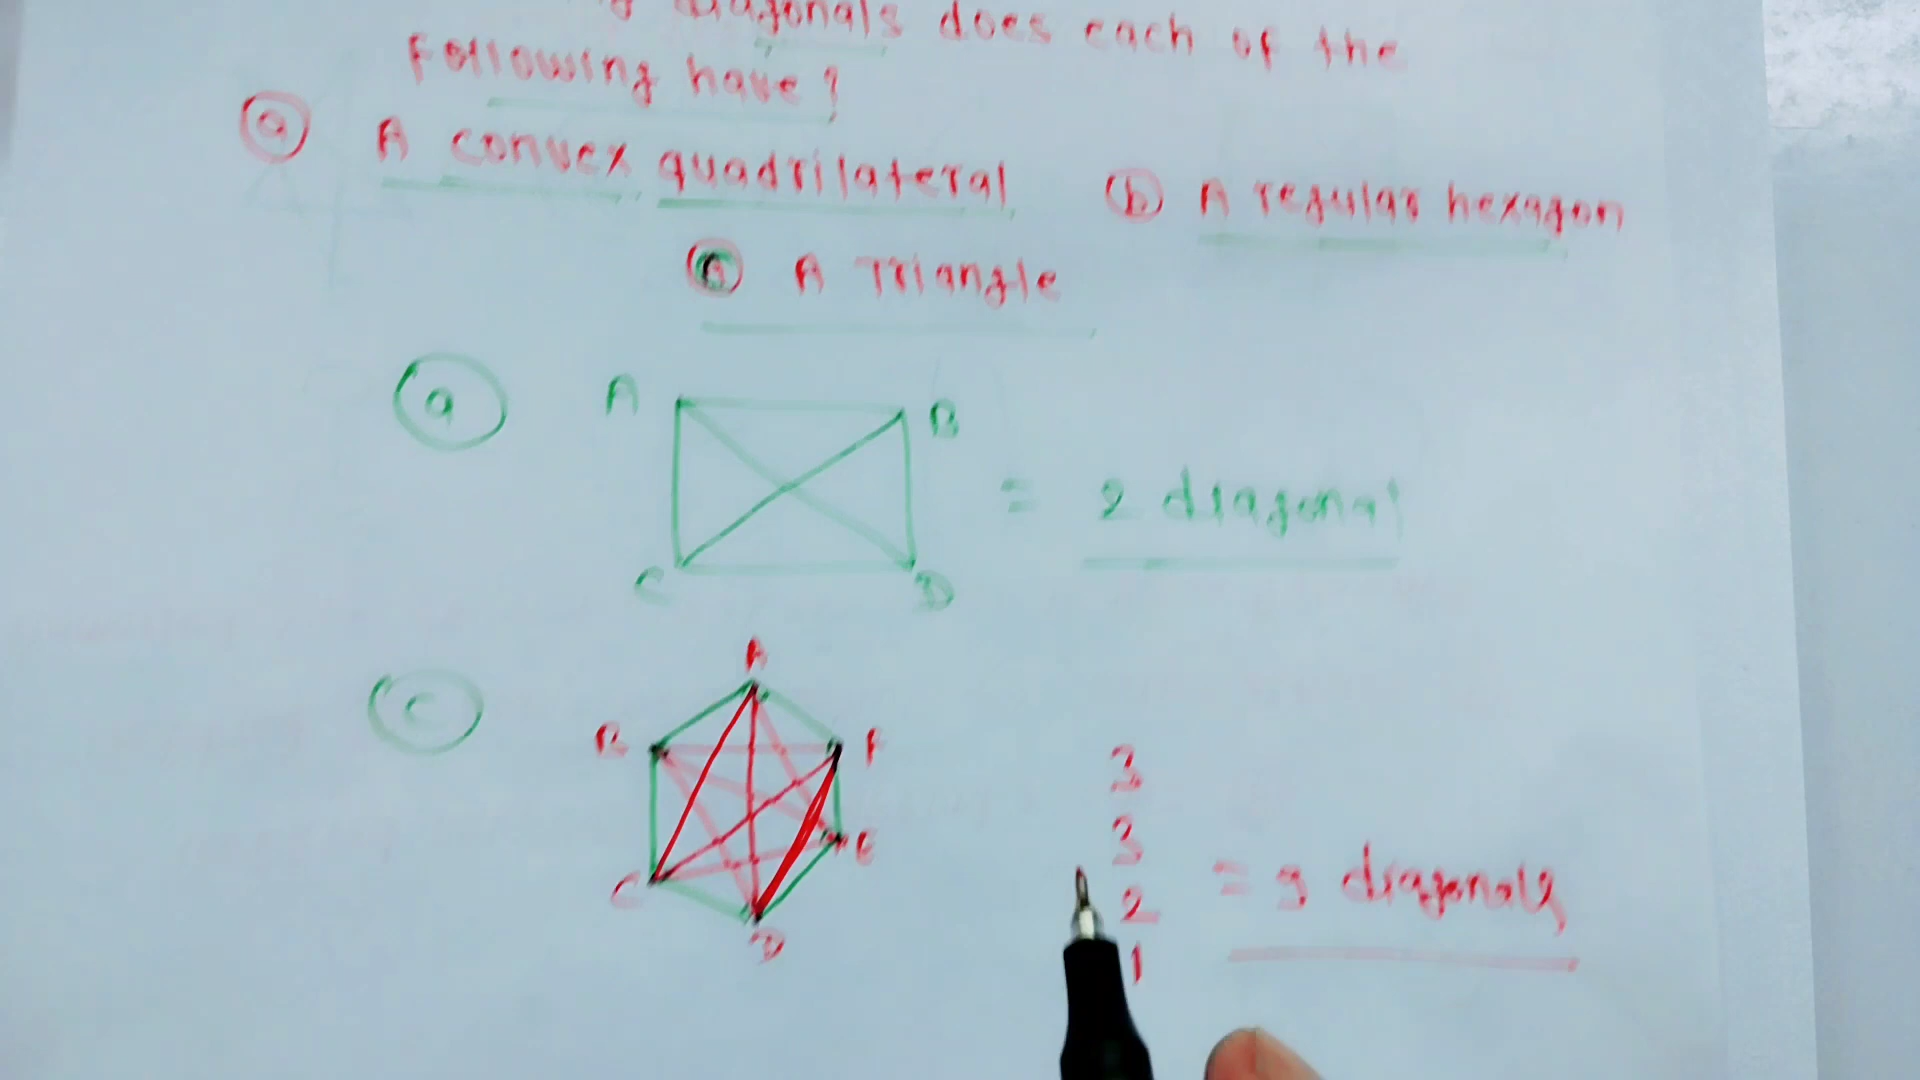 diagonals does each of the
following have?
ⓐ A convex quadrilateral ⓑ A regular hexagon
A Triangle
ⓐ A B
= 2 diagonal
C D
A
ⓒ B F
3
3
C E = 9 diagonals
2
D 1